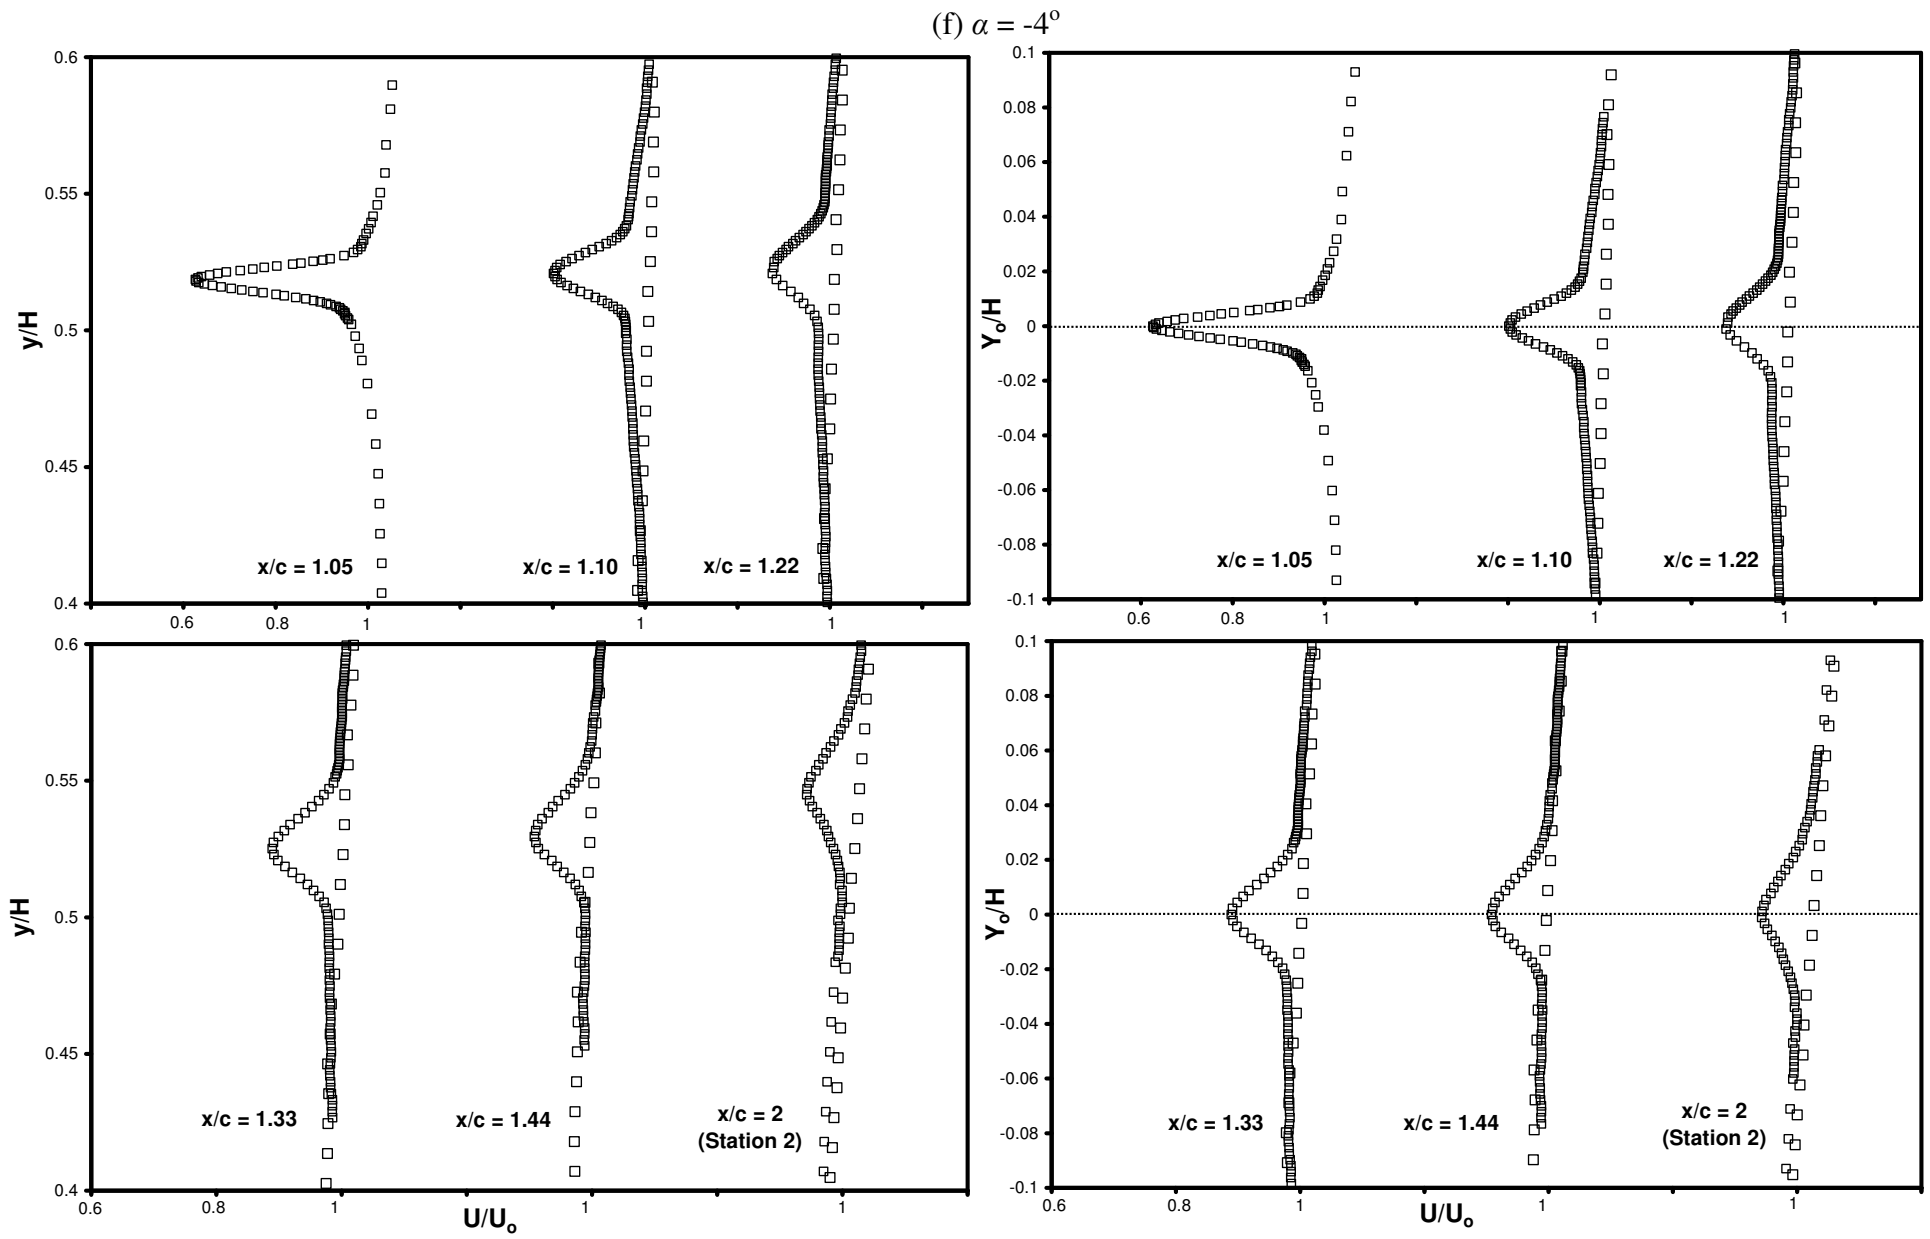 (f) α = -4°
0.6
0.55
0.5
0.45
0.4
y/H
x/c = 1.05
x/c = 1.10
x/c = 1.22
0.6
0.8
1
1
1
0.1
0.08
0.06
0.04
0.02
0
-0.02
-0.04
-0.06
-0.08
-0.1
Yₒ/H
x/c = 1.05
x/c = 1.10
x/c = 1.22
0.6
0.8
1
1
1
0.6
0.55
0.5
0.45
0.4
y/H
x/c = 1.33
x/c = 1.44
x/c = 2
(Station 2)
0.6
0.8
1
1
1
U/Uₒ
0.1
0.08
0.06
0.04
0.02
0
-0.02
-0.04
-0.06
-0.08
-0.1
Yₒ/H
x/c = 1.33
x/c = 1.44
x/c = 2
(Station 2)
0.6
0.8
1
1
1
U/Uₒ